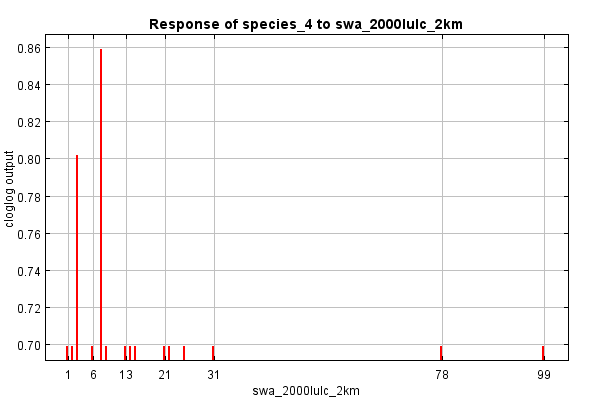 Response of species_4 to swa_2000lulc_2km
cloglog output
0.86
0.84
0.82
0.80
0.78
0.76
0.74
0.72
0.70
1 6 13 21 31 78 99
swa_2000lulc_2km